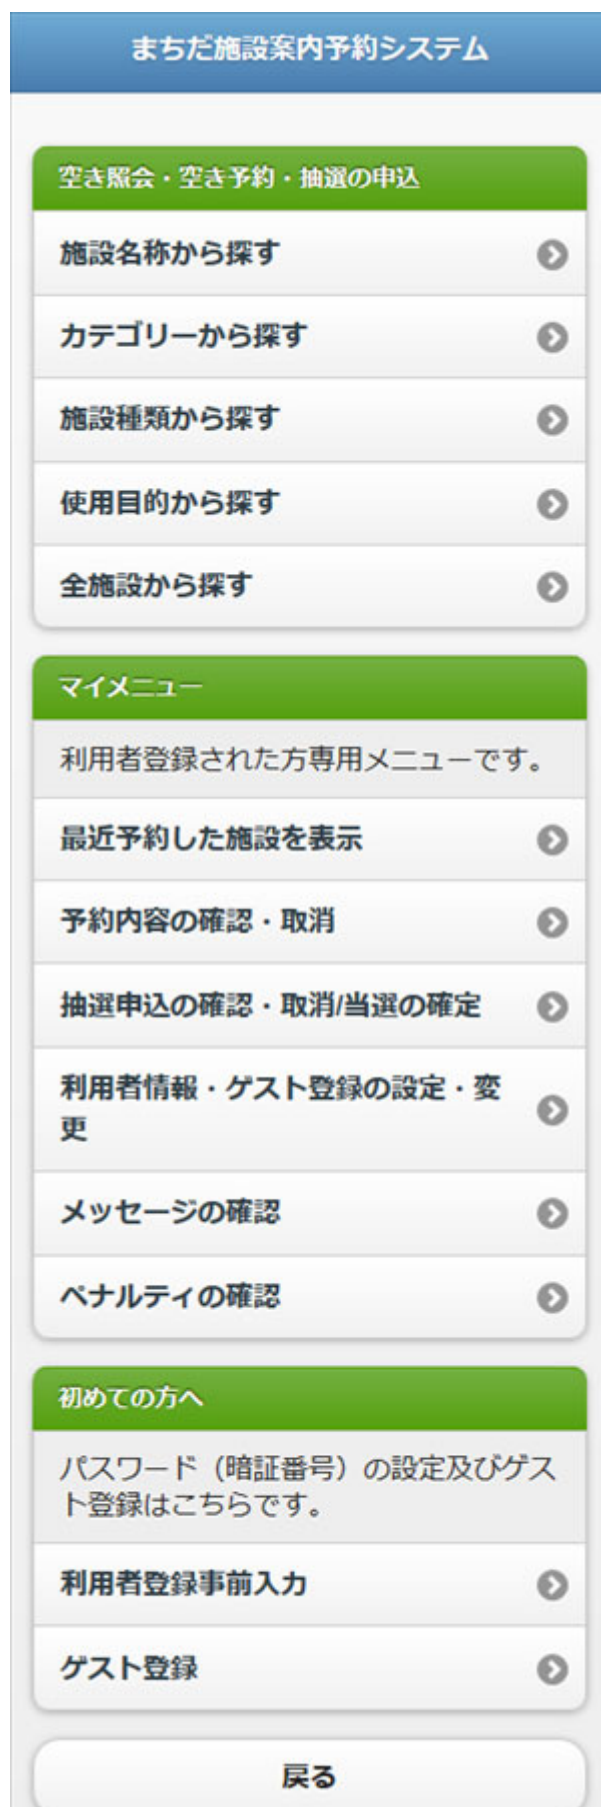 まちだ施設案内予約システム
空き照会・空き予約・抽選の申込
施設名称から探す
カテゴリーから探す
施設種類から探す
使用目的から探す
全施設から探す
マイメニュー
利用者登録された方専用メニューです。
最近予約した施設を表示
予約内容の確認・取消
抽選申込の確認・取消/当選の確定
利用者情報・ゲスト登録の設定・変
更
メッセージの確認
ペナルティの確認
初めての方へ
パスワード（暗証番号）の設定及びゲス
ト登録はこちらです。
利用者登録事前入力
ゲスト登録
戻る